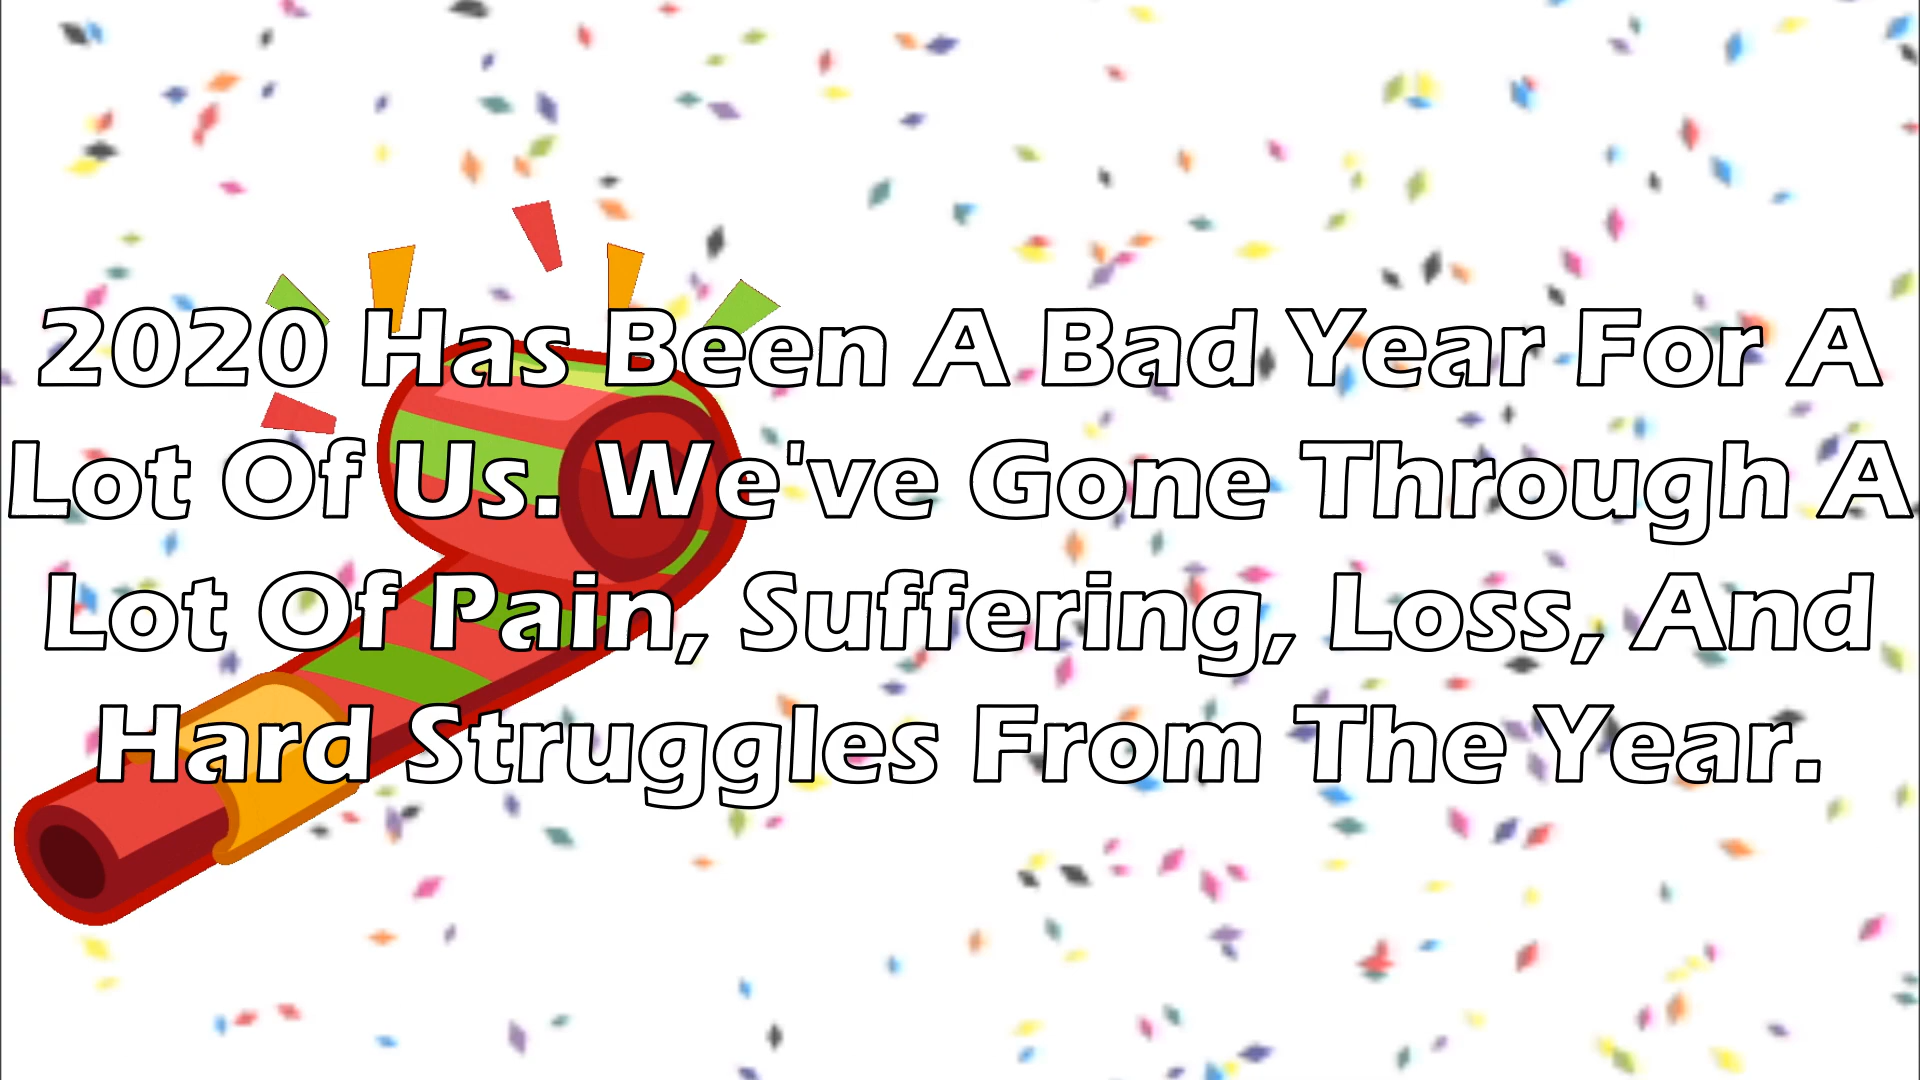 2020 Has Been A Bad Year For A
Lot Of Us. We've Gone Through A
Lot Of Pain, Suffering, Loss, And
Hard Struggles From The Year.